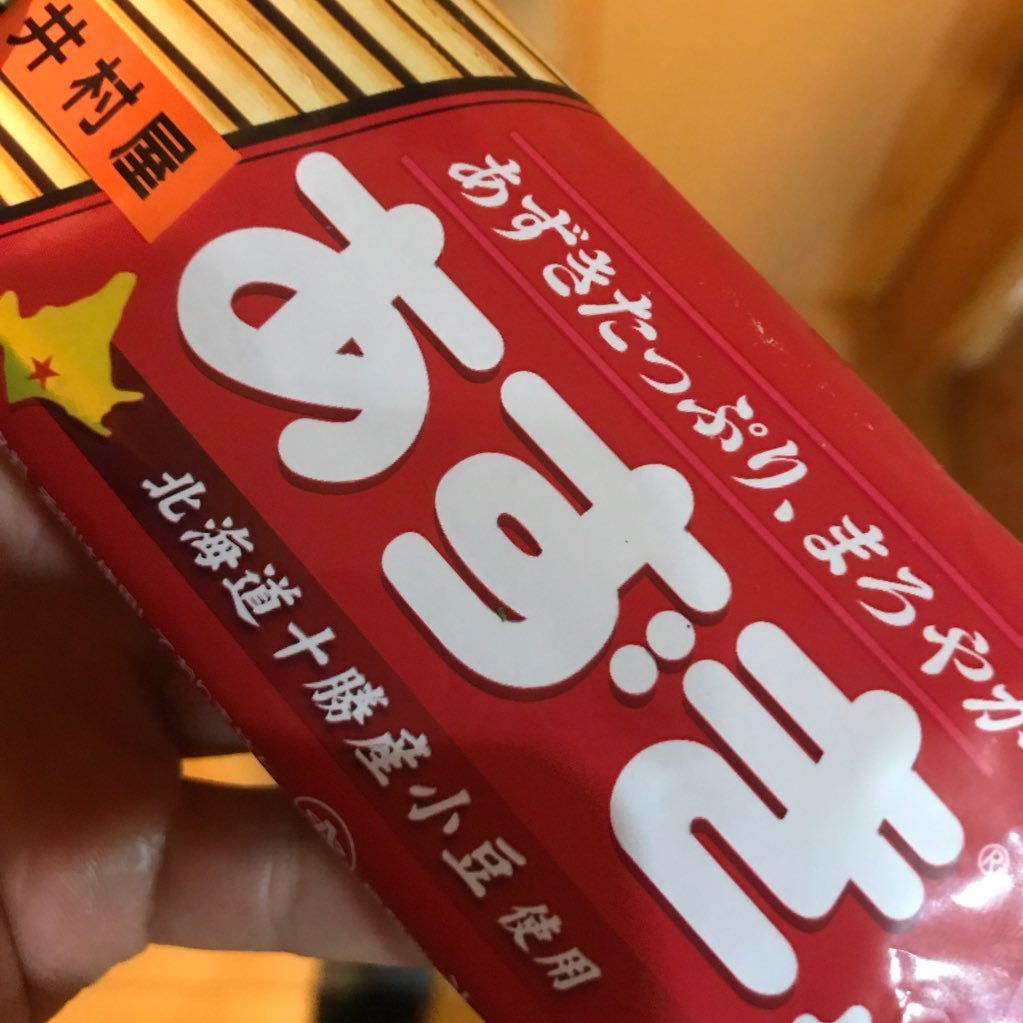 井村屋
あずきたっぷり、まろやか
あずき
®
北海道十勝産小豆使用